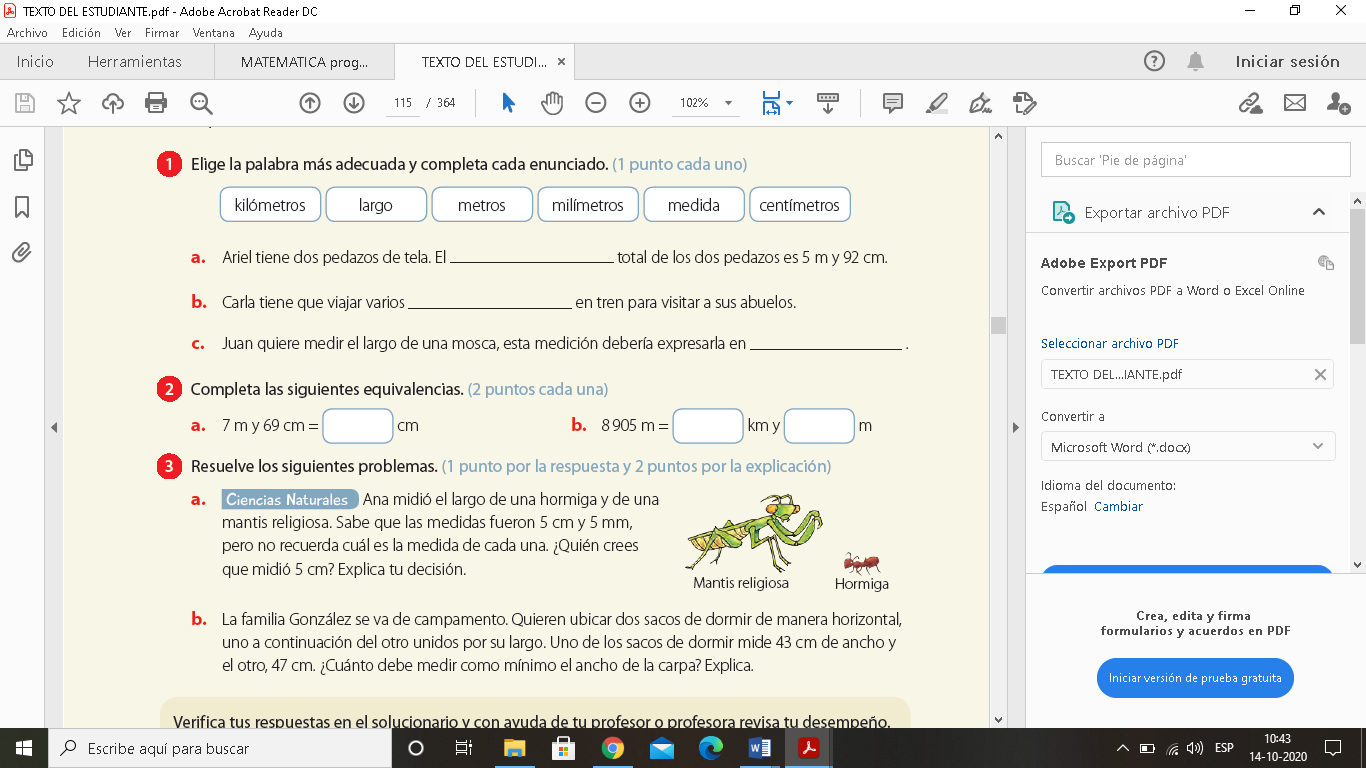 TEXTO DEL ESTUDIANTE.pdf - Adobe Acrobat Reader DC
Archivo Edición Ver Firmar Ventana Ayuda
Inicio Herramientas MATEMATICA prog... TEXTO DEL ESTUDI... × Iniciar sesión
115 / 364 102%
1 Elige la palabra más adecuada y completa cada enunciado. (1 punto cada uno)
kilómetros largo metros milímetros medida centímetros
a. Ariel tiene dos pedazos de tela. El ____________________ total de los dos pedazos es 5 m y 92 cm.
b. Carla tiene que viajar varios ____________________ en tren para visitar a sus abuelos.
c. Juan quiere medir el largo de una mosca, esta medición debería expresarla en ____________________ .
2 Completa las siguientes equivalencias. (2 puntos cada una)
a. 7 m y 69 cm = cm b. 8 905 m = km y m
3 Resuelve los siguientes problemas. (1 punto por la respuesta y 2 puntos por la explicación)
a. Ciencias Naturales Ana midió el largo de una hormiga y de una
mantis religiosa. Sabe que las medidas fueron 5 cm y 5 mm,
pero no recuerda cuál es la medida de cada una. ¿Quién crees
que midió 5 cm? Explica tu decisión.
Mantis religiosa Hormiga
b. La familia González se va de campamento. Quieren ubicar dos sacos de dormir de manera horizontal,
uno a continuación del otro unidos por su largo. Uno de los sacos de dormir mide 43 cm de ancho y
el otro, 47 cm. ¿Cuánto debe medir como mínimo el ancho de la carpa? Explica.
Verifica tus respuestas en el solucionario y con ayuda de tu profesor o profesora revisa tu desempeño.
Buscar 'Pie de página'
Exportar archivo PDF
Adobe Export PDF
Convertir archivos PDF a Word o Excel Online
Seleccionar archivo PDF
TEXTO DEL...IANTE.pdf
Convertir a
Microsoft Word (*.docx)
Idioma del documento:
Español Cambiar
Crea, edita y firma
formularios y acuerdos en PDF
Iniciar versión de prueba gratuita
Escribe aquí para buscar
ESP
10:43
14-10-2020